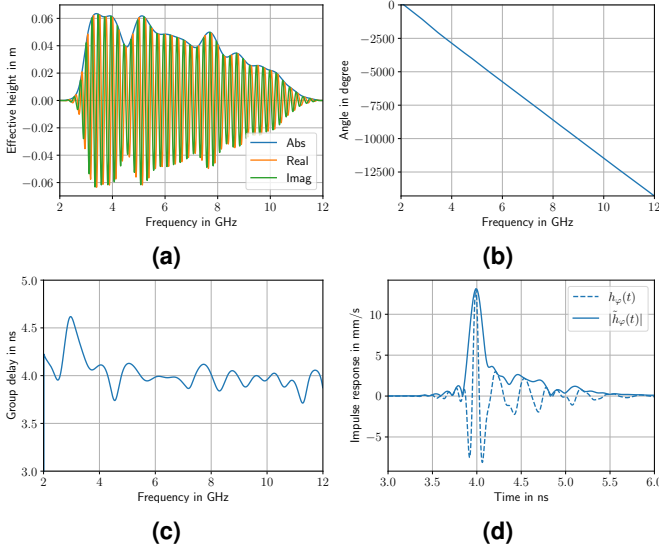 0.06
0.04
0.02
0.00
−0.02
−0.04
−0.06
Effective height in m
Abs
Real
Imag
2 4 6 8 10 12
Frequency in GHz
(a)
0
−2500
−5000
−7500
−10000
−12500
Angle in degree
2 4 6 8 10 12
Frequency in GHz
(b)
5.0
4.5
4.0
3.5
3.0
Group delay in ns
2 4 6 8 10 12
Frequency in GHz
(c)
10
5
0
−5
Impulse response in mm/s
h_φ(t)
|h̃_φ(t)|
3.0 3.5 4.0 4.5 5.0 5.5 6.0
Time in ns
(d)